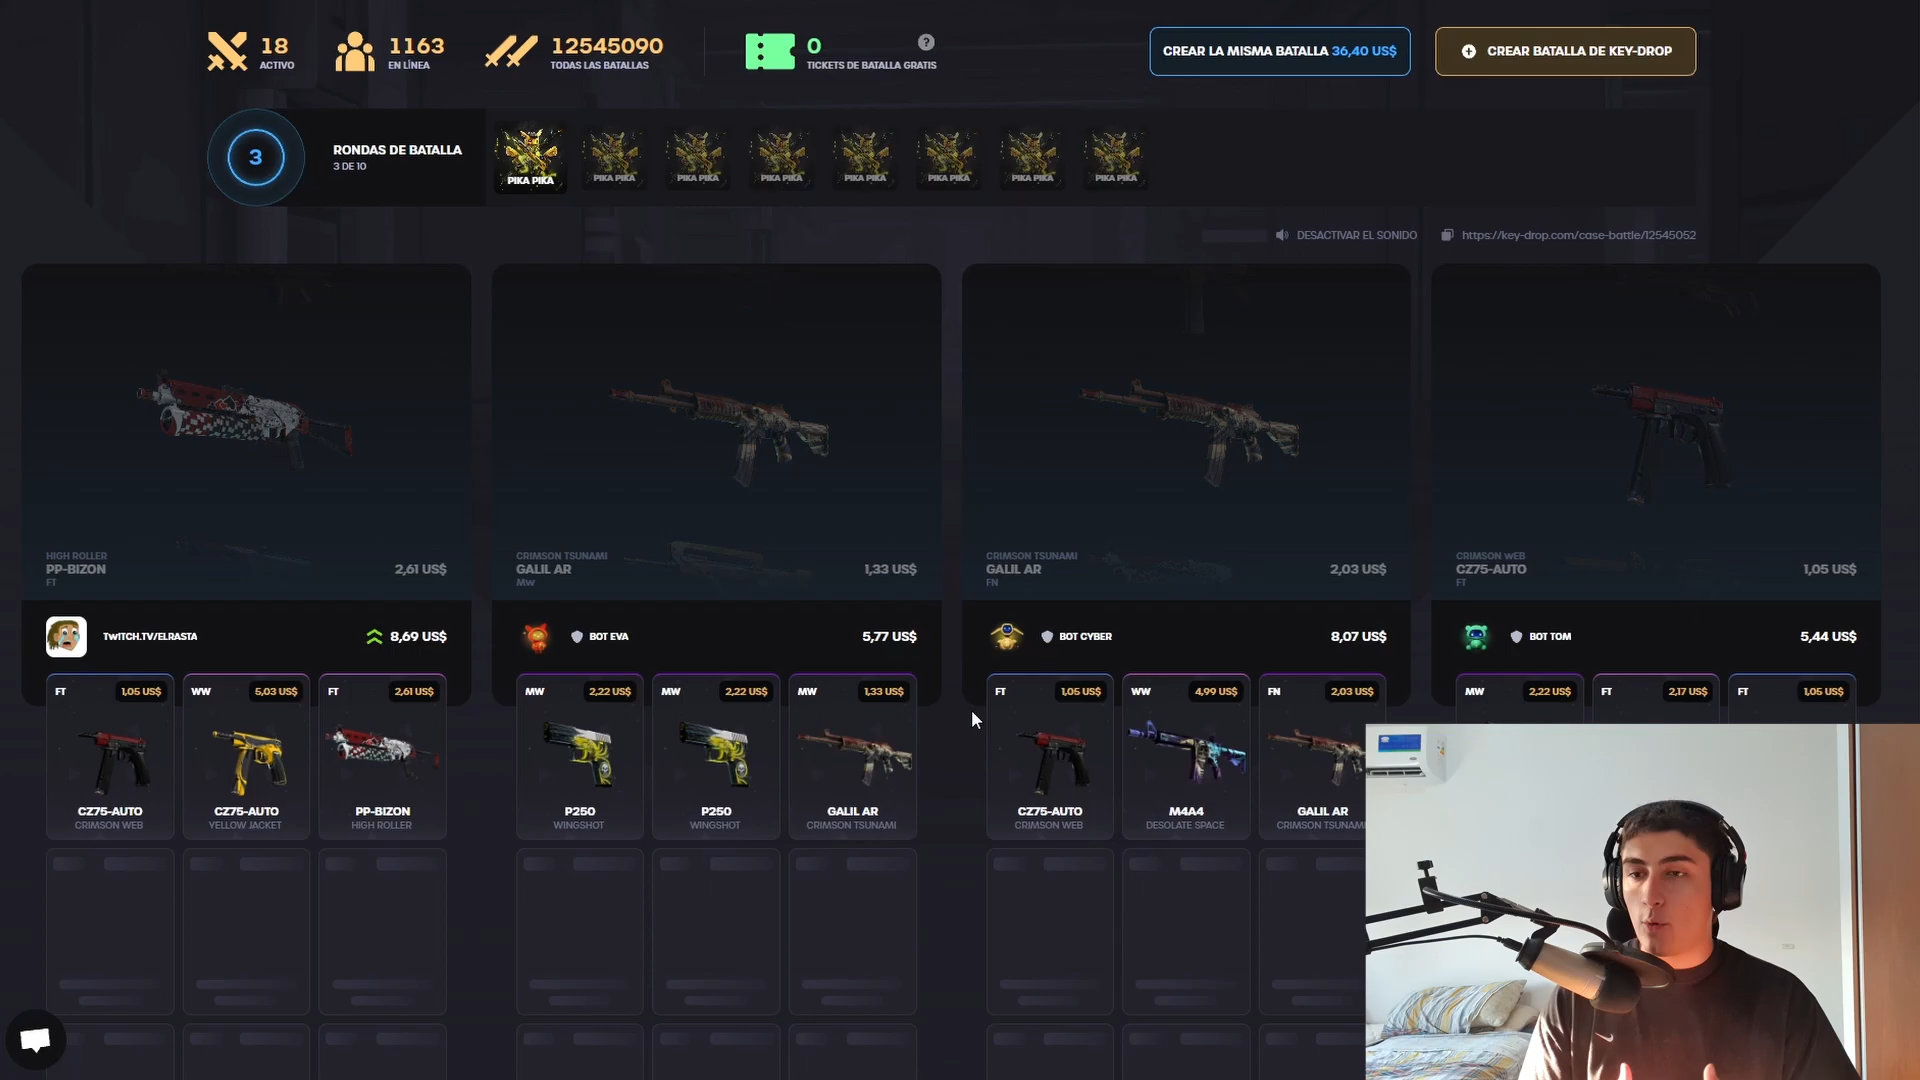 18
ACTIVO
1163
EN LÍNEA
12545090
TODAS LAS BATALLAS
0
TICKETS DE BATALLA GRATIS
?
CREAR LA MISMA BATALLA 36,40 US$
CREAR BATALLA DE KEY-DROP
3
RONDAS DE BATALLA
3 DE 10
PIKA PIKA
PIKA PIKA
PIKA PIKA
PIKA PIKA
PIKA PIKA
PIKA PIKA
PIKA PIKA
PIKA PIKA
DESACTIVAR EL SONIDO
https://key-drop.com/case-battle/12545052
HIGH ROLLER
PP-BIZON
FT
2,61 US$
CRIMSON TSUNAMI
GALIL AR
MW
1,33 US$
CRIMSON TSUNAMI
GALIL AR
FN
2,03 US$
CRIMSON WEB
CZ75-AUTO
FT
1,05 US$
TWITCH.TV/ELRASTA
8,69 US$
BOT EVA
5,77 US$
BOT CYBER
8,07 US$
BOT TOM
5,44 US$
FT 1,05 US$
WW 5,03 US$
FT 2,61 US$
MW 2,22 US$
MW 2,22 US$
MW 1,33 US$
FT 1,05 US$
WW 4,99 US$
FN 2,03 US$
MW 2,22 US$
FT 2,17 US$
FT 1,05 US$
CZ75-AUTO
CRIMSON WEB
CZ75-AUTO
YELLOW JACKET
PP-BIZON
HIGH ROLLER
P250
WINGSHOT
P250
WINGSHOT
GALIL AR
CRIMSON TSUNAMI
CZ75-AUTO
CRIMSON WEB
M4A4
DESOLATE SPACE
GALIL AR
CRIMSON TSUNAMI